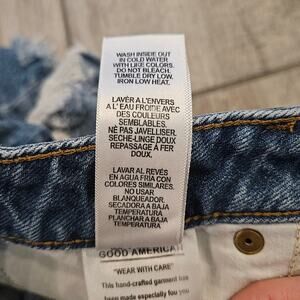 WASH INSIDE OUT
IN COLD WATER
WITH LIKE COLORS.
DO NOT BLEACH.
TUMBLE DRY LOW.
IRON LOW HEAT.
LAVÉR A L'ENVERS
A L' EAU FROIDE AVEC
DES COULEURS
SEMBLABLES.
NÉ PAS JAVELLISER.
SECHE-LINGE DOUX
REPASSAGE À FER
DOUX.
LAVAR AL REVÉS
EN AGUA FRÍA CON
COLORES SIMILARES.
NO USAR
BLANQUEADOR.
SECADORA A BAJA
TEMPERATURA
PLANCHAR A BAJA
TEMPERATURA
GOOD AMERICAN
"WEAR WITH CARE"
This hand-crafted garment has
been made especially for you